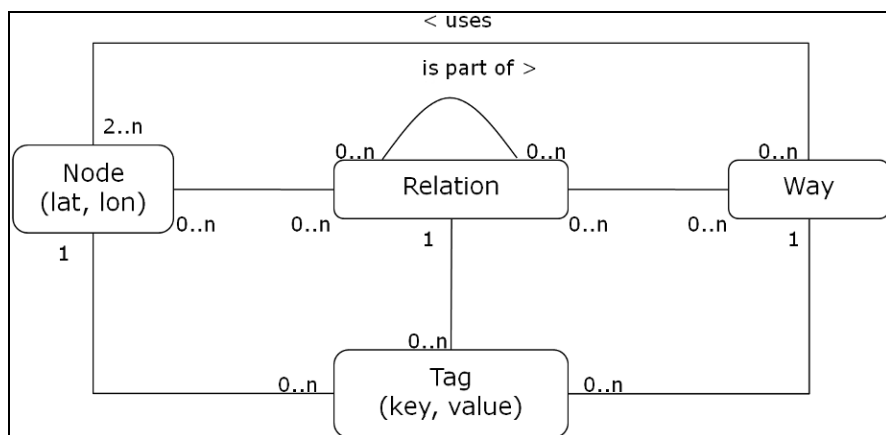 < uses
is part of >
2..n
0..n
0..n
0..n
Node
(lat, lon)
Relation
Way
0..n
0..n
0..n
0..n
1
1
1
0..n
0..n
0..n
Tag
(key, value)